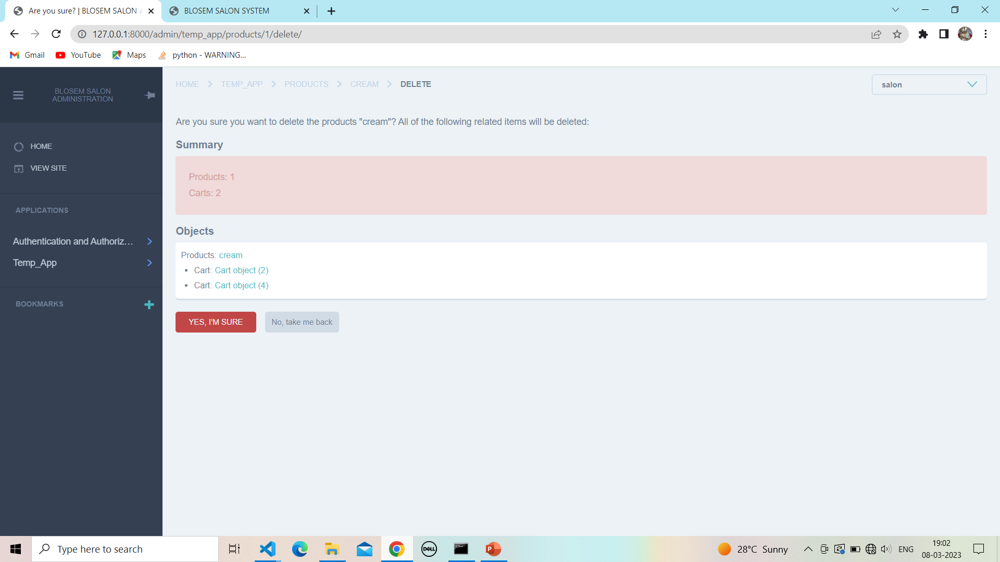 Are you sure? | BLOSEM SALON a
BLOSEM SALON SYSTEM
127.0.0.1:8000/admin/temp_app/products/1/delete/
Gmail
YouTube
Maps
python - WARNING...
BLOSEM SALON
ADMINISTRATION
HOME
VIEW SITE
APPLICATIONS
Authentication and Authoriz...
Temp_App
BOOKMARKS
HOME TEMP_APP PRODUCTS CREAM DELETE
salon
Are you sure you want to delete the products "cream"? All of the following related items will be deleted:
Summary
Products: 1
Carts: 2
Objects
Products: cream
Cart: Cart object (2)
Cart: Cart object (4)
YES, I'M SURE
No, take me back
Type here to search
DELL
P
28°C Sunny
ENG
19:02
08-03-2023